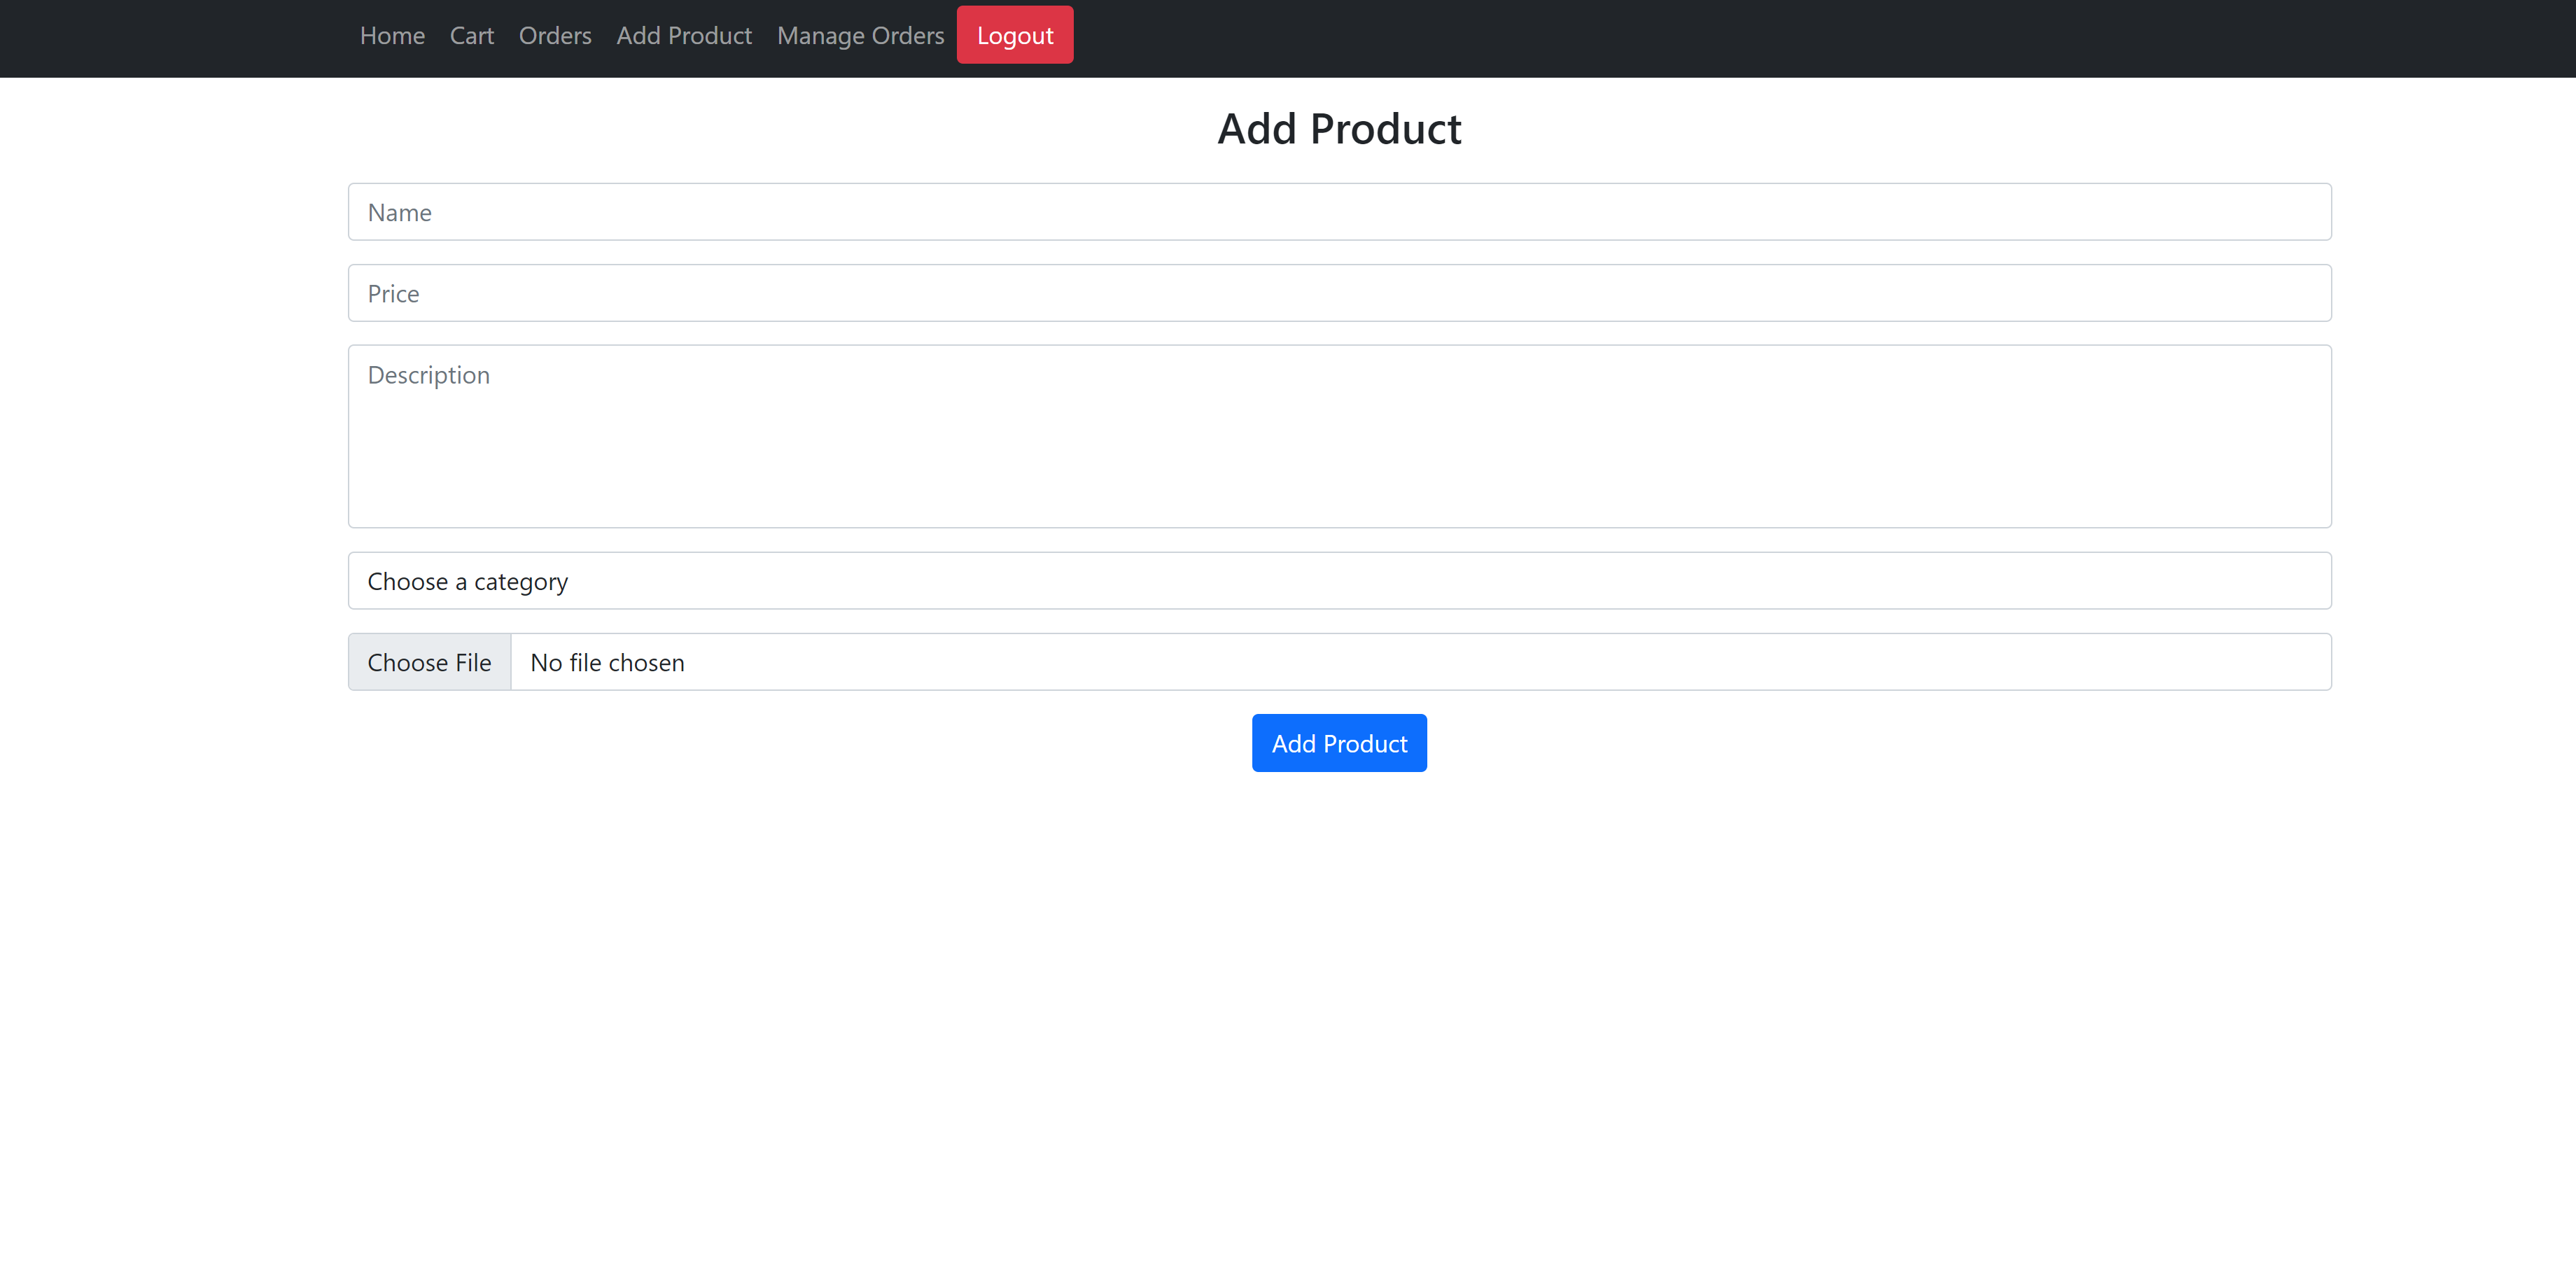 Home Cart Orders Add Product Manage Orders Logout
Add Product
Name
Price
Description
Choose a category
Choose File No file chosen
Add Product